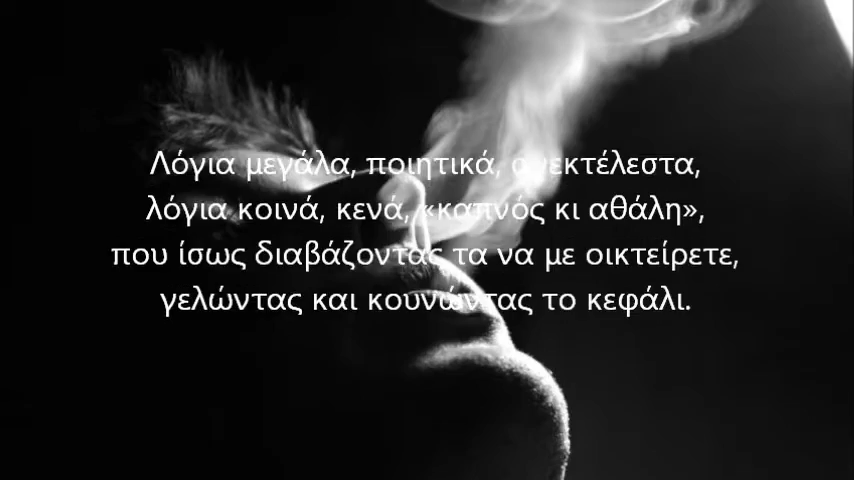 Λόγια μεγάλα, ποιητικά, ανεκτέλεστα,
λόγια κοινά, κενά, «καπνός κι αθάλη»,
που ίσως διαβάζοντας τα να με οικτείρετε,
γελώντας και κουνώντας το κεφάλι.